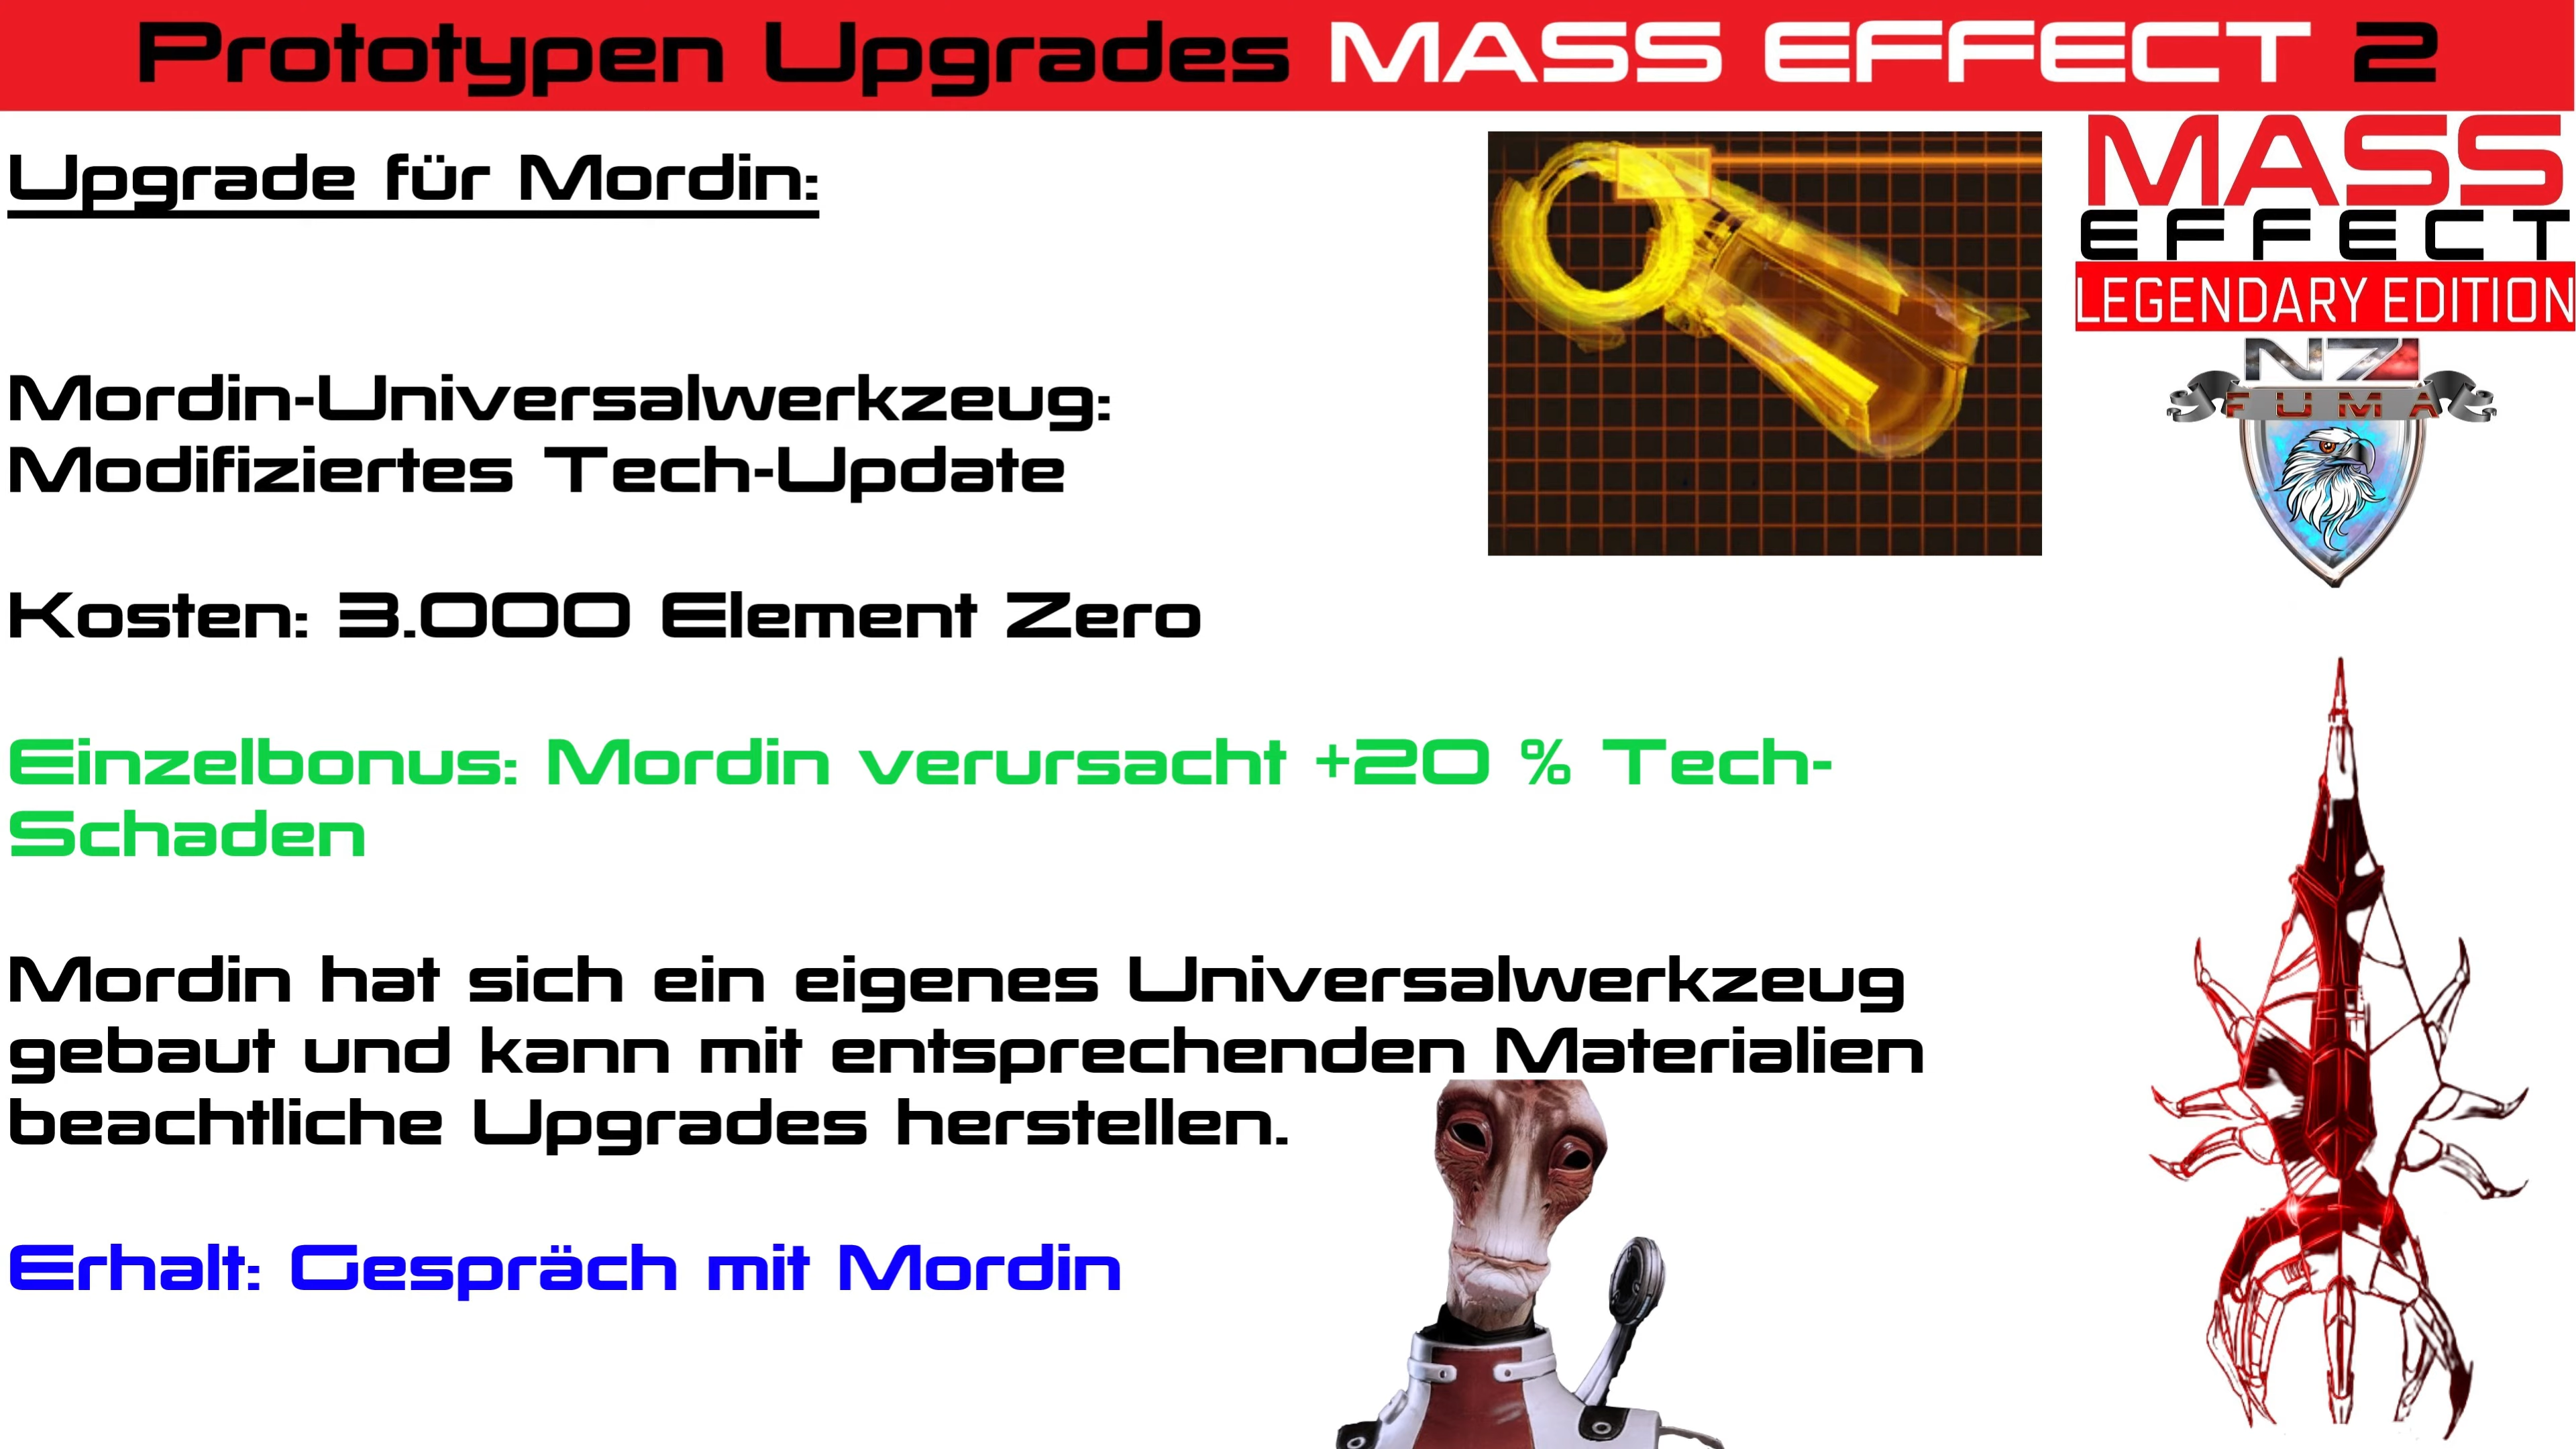 Prototypen Upgrades MASS EFFECT 2
Upgrade für Mordin:
Mordin-Universalwerkzeug:
Modifiziertes Tech-Update
Kosten: 3.000 Element Zero
Einzelbonus: Mordin verursacht +20 % Tech-
Schaden
Mordin hat sich ein eigenes Universalwerkzeug
gebaut und kann mit entsprechenden Materialien
beachtliche Upgrades herstellen.
Erhalt: Gespräch mit Mordin
MASS
EFFECT
LEGENDARY EDITION
N7
FUMA